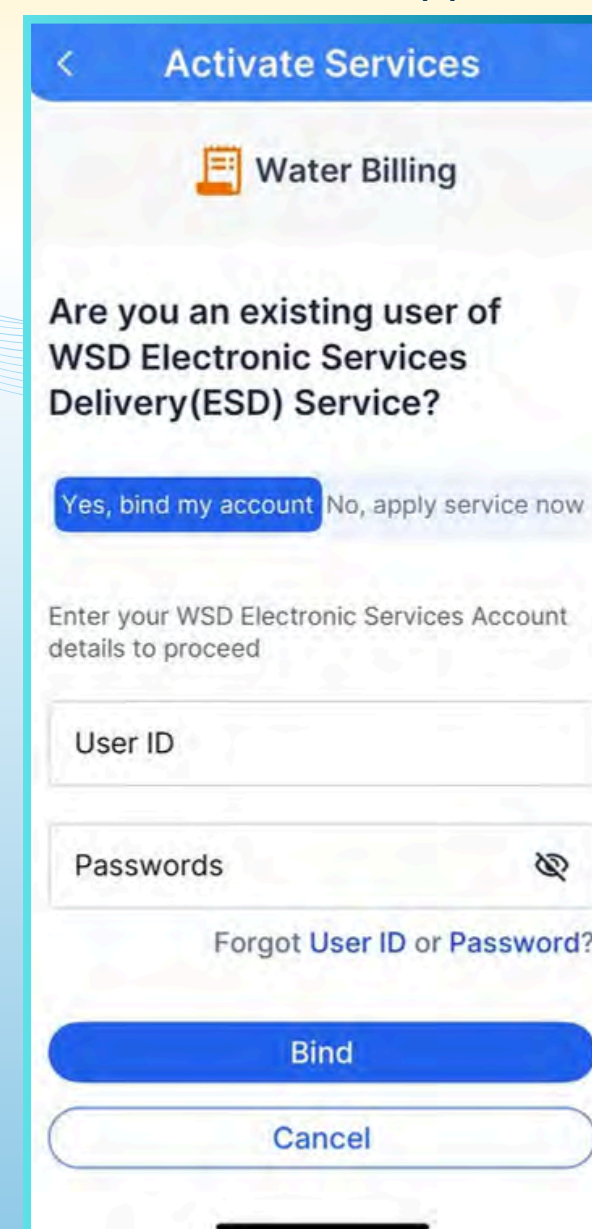 Activate Services
Water Billing
Are you an existing user of
WSD Electronic Services
Delivery(ESD) Service?
Yes, bind my account No, apply service now
Enter your WSD Electronic Services Account
details to proceed
User ID
Passwords
Forgot User ID or Password?
Bind
Cancel